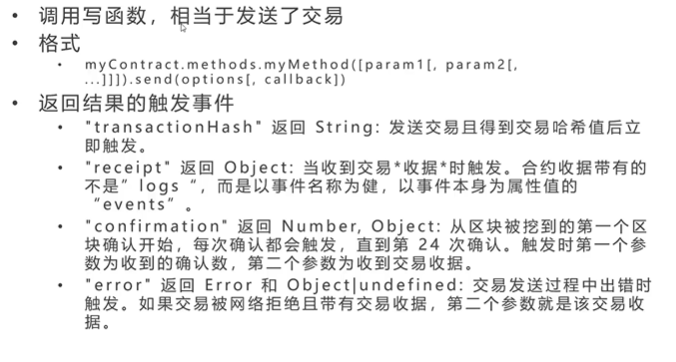 • 调用写函数，相当于发送了交易
• 格式
• myContract.methods.myMethod([param1[, param2[,
...]]]).send(options[, callback])
• 返回结果的触发事件
• "transactionHash" 返回 String: 发送交易且得到交易哈希值后立
即触发。
• "receipt" 返回 Object: 当收到交易*收据*时触发。合约收据带有的
不是” logs “，而是以事件名称为健，以事件本身为属性值的
“events” 。
• "confirmation" 返回 Number, Object: 从区块被挖到的第一个区
块确认开始，每次确认都会触发，直到第 24 次确认。触发时第一个参
数为收到的确认数，第二个参数为收到交易收据。
• "error" 返回 Error 和 Object|undefined: 交易发送过程中出错时
触发。如果交易被网络拒绝且带有交易收据，第二个参数就是该交易收
据。